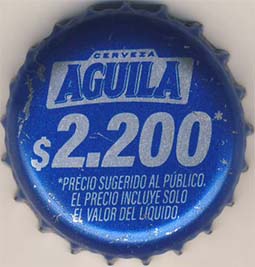 CERVEZA
AGUILA
$2.200*
*PRECIO SUGERIDO AL PÚBLICO.
EL PRECIO INCLUYE SOLO
EL VALOR DEL LÍQUIDO.